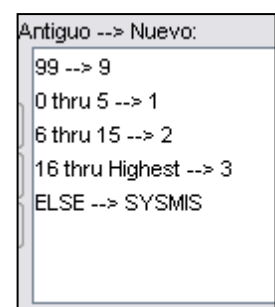 Antiguo --> Nuevo:
99 --> 9
0 thru 5 --> 1
6 thru 15 --> 2
16 thru Highest --> 3
ELSE --> SYSMIS